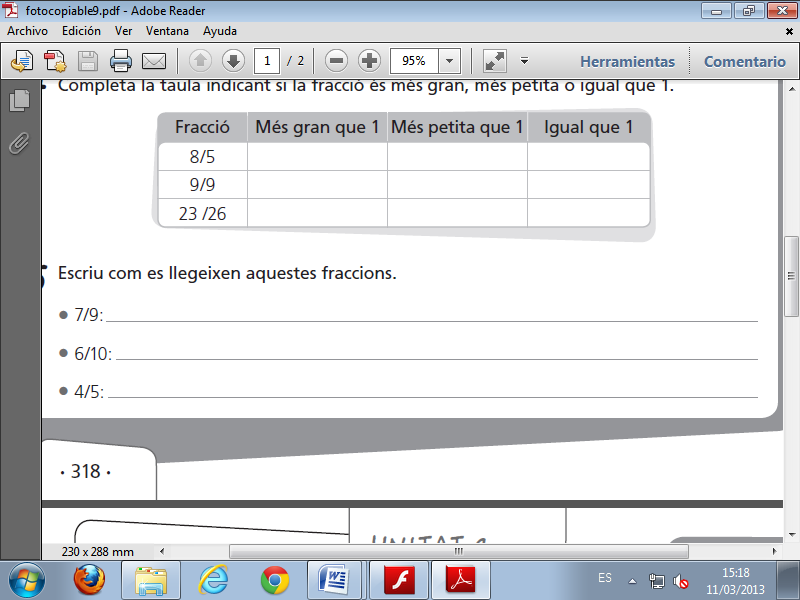 fotocopiable9.pdf - Adobe Reader
Archivo Edición Ver Ventana Ayuda
1 / 2 95% Herramientas Comentario
Completa la taula indicant si la fracció és més gran, més petita o igual que 1.
Fracció Més gran que 1 Més petita que 1 Igual que 1
8/5
9/9
23 /26
Escriu com es llegeixen aquestes fraccions.
• 7/9:
• 6/10:
• 4/5:
· 318 ·
230 x 288 mm
ES 15:18
11/03/2013